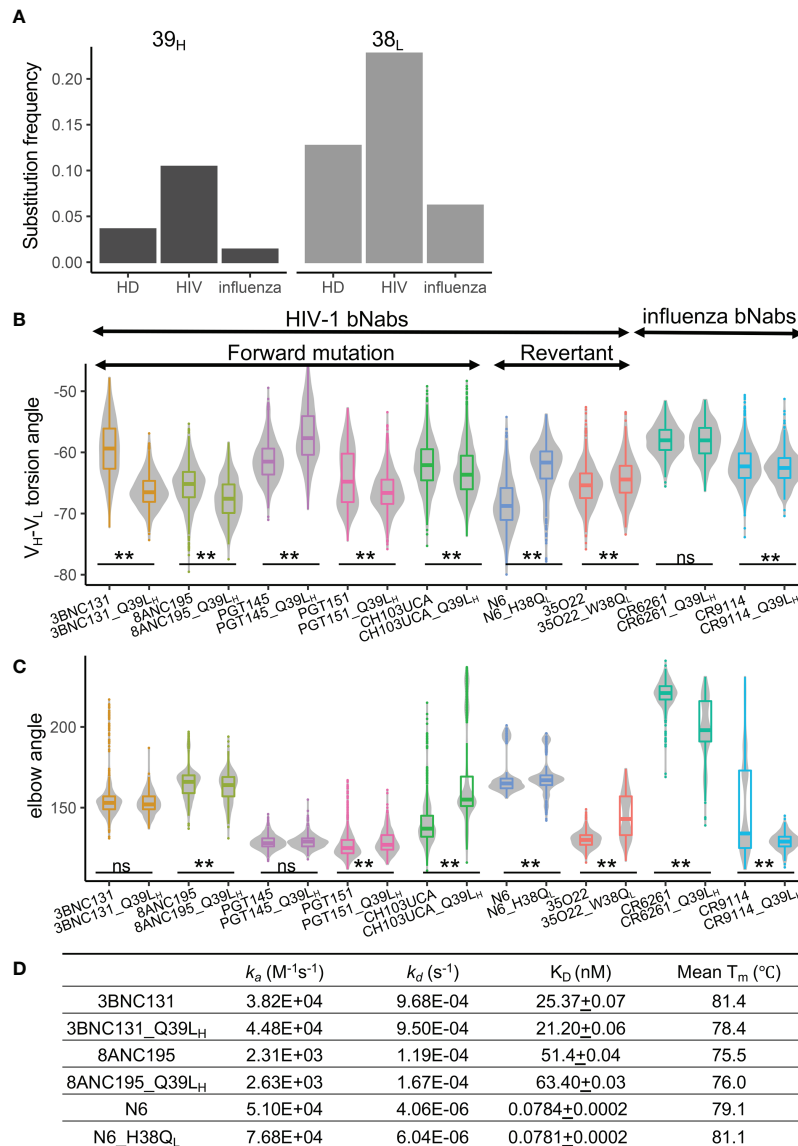 A
39H 38L
Substitution frequency
0.20
0.15
0.10
0.05
0.00
HD HIV influenza HD HIV influenza
B
HIV-1 bNabs influenza bNabs
Forward mutation Revertant
VH-VL torsion angle
-50
-60
-70
-80
** ** ** ** ** ** ** ns **
3BNC131 3BNC131_Q39LH 8ANC195 8ANC195_Q39LH PGT145 PGT145_Q39LH PGT151 PGT151_Q39LH CH103UCA CH103UCA_Q39LH N6 N6_H38QL 35O22 35O22_W38QL CR6261 CR6261_Q39LH CR9114 CR9114_Q39LH
C
elbow angle
200
150
ns ** ns ** ** ** ** ** **
3BNC131 3BNC131_Q39LH 8ANC195 8ANC195_Q39LH PGT145 PGT145_Q39LH PGT151 PGT151_Q39LH CH103UCA CH103UCA_Q39LH N6 N6_H38QL 35O22 35O22_W38QL CR6261 CR6261_Q39LH CR9114 CR9114_Q39LH
D
ka (M-1s-1) kd (s-1) KD (nM) Mean Tm (℃)
3BNC131 3.82E+04 9.68E-04 25.37±0.07 81.4
3BNC131_Q39LH 4.48E+04 9.50E-04 21.20±0.06 78.4
8ANC195 2.31E+03 1.19E-04 51.4±0.04 75.5
8ANC195_Q39LH 2.63E+03 1.67E-04 63.40±0.03 76.0
N6 5.10E+04 4.06E-06 0.0784±0.0002 79.1
N6_H38QL 7.68E+04 6.04E-06 0.0781±0.0002 81.1